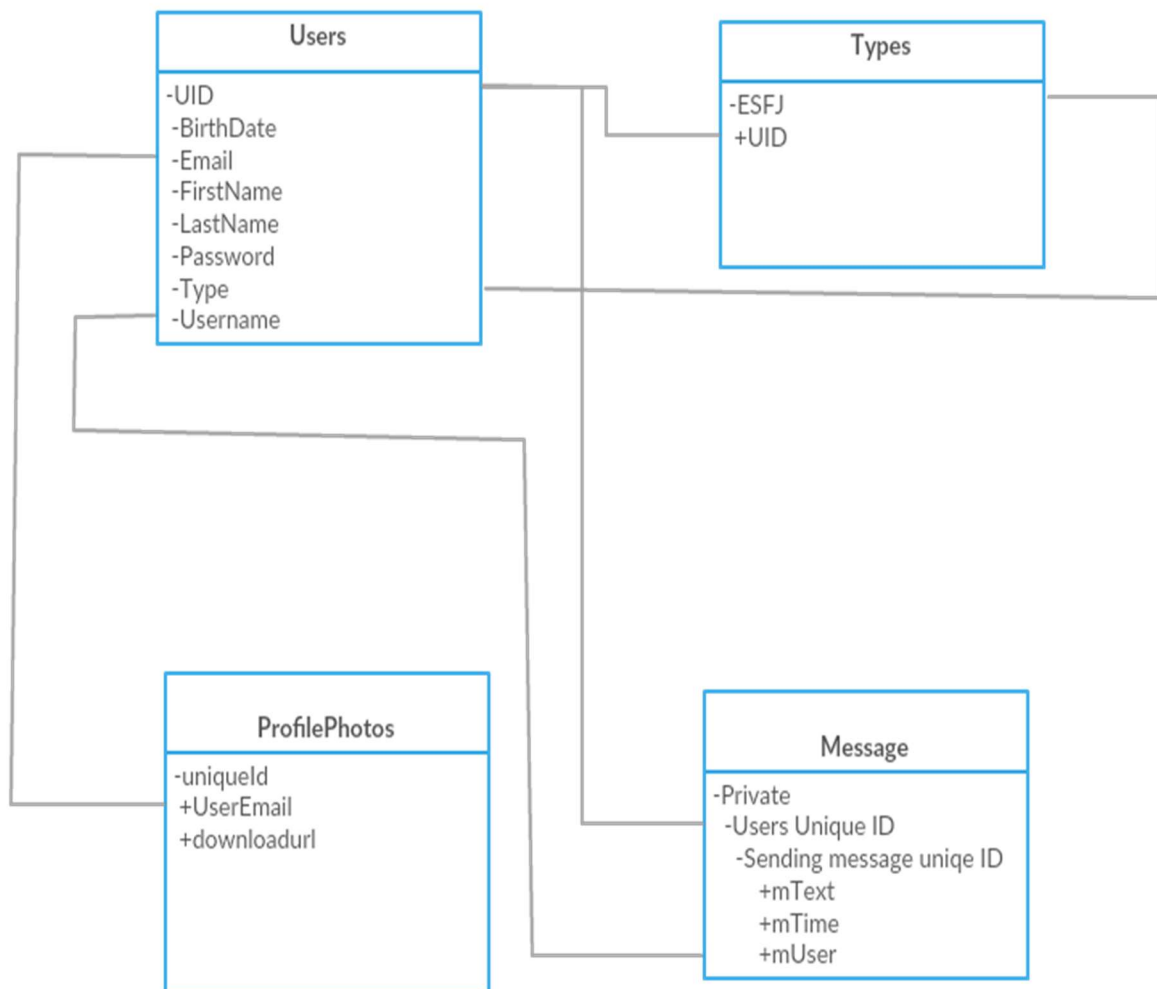 Users
-UID
-BirthDate
-Email
-FirstName
-LastName
-Password
-Type
-Username
Types
-ESFJ
+UID
ProfilePhotos
-uniqueId
+UserEmail
+downloadurl
Message
-Private
-Users Unique ID
-Sending message uniqe ID
+mText
+mTime
+mUser